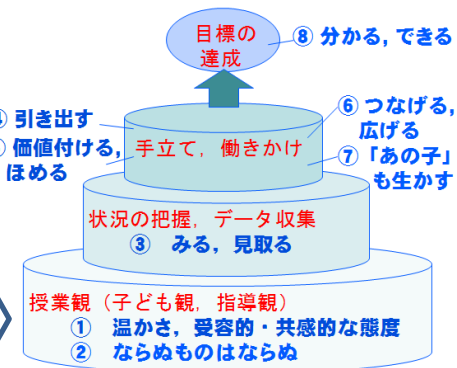 目標の
達成
⑧ 分かる，できる
引き出す
価値付ける，
ほめる
手立て，働きかけ
⑥ つなげる，
広げる
⑦ 「あの子」
も生かす
状況の把握，データ収集
③ みる，見取る
授業観（子ども観，指導観）
① 温かさ，受容的・共感的な態度
② ならぬものはならぬ